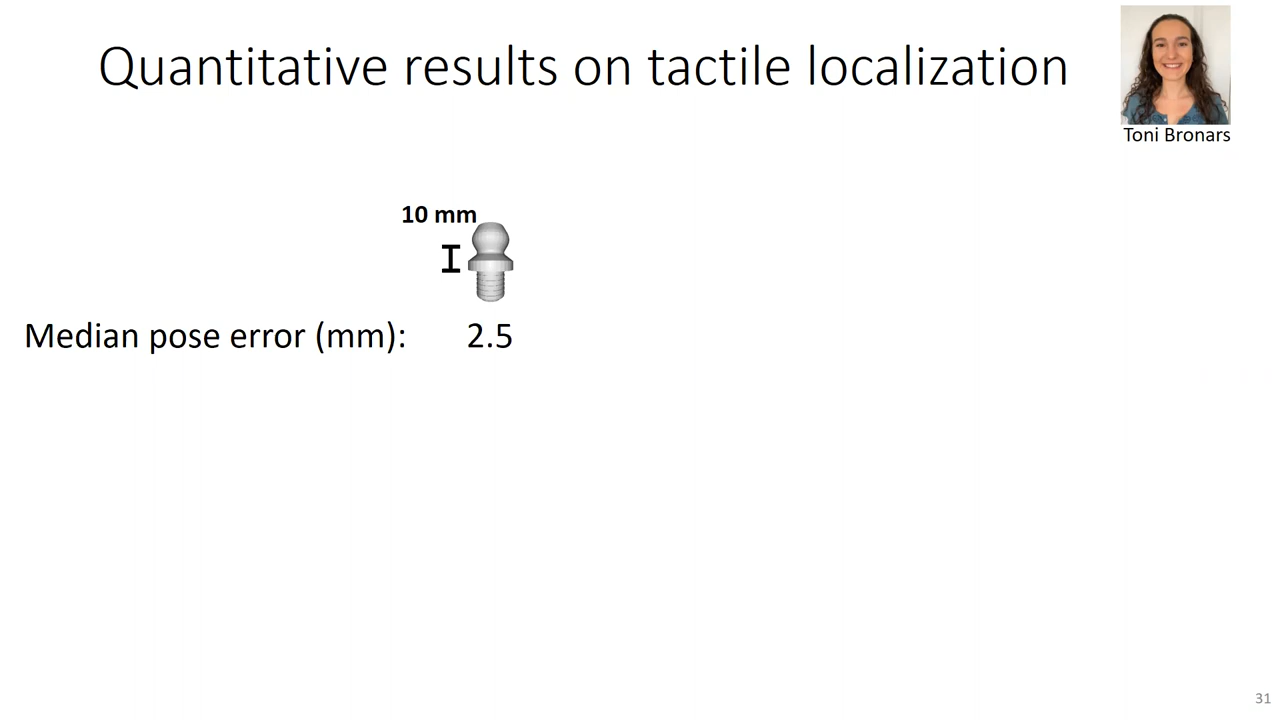 Quantitative results on tactile localization
Toni Bronars
10 mm
Median pose error (mm): 2.5
31